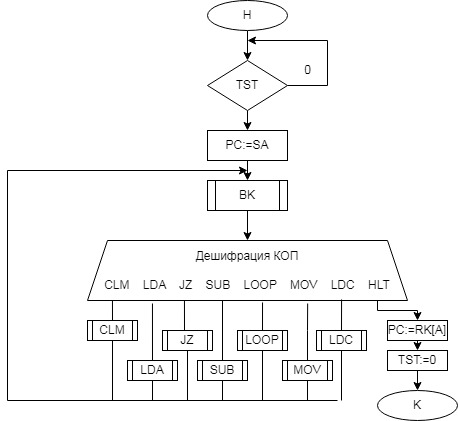 Н
0
TST
PC:=SA
ВК
Дешифрация КОП
CLM LDA JZ SUB LOOP MOV LDC HLT
CLM
JZ
LOOP
LDC
PC:=RK[A]
LDA
SUB
MOV
TST:=0
К